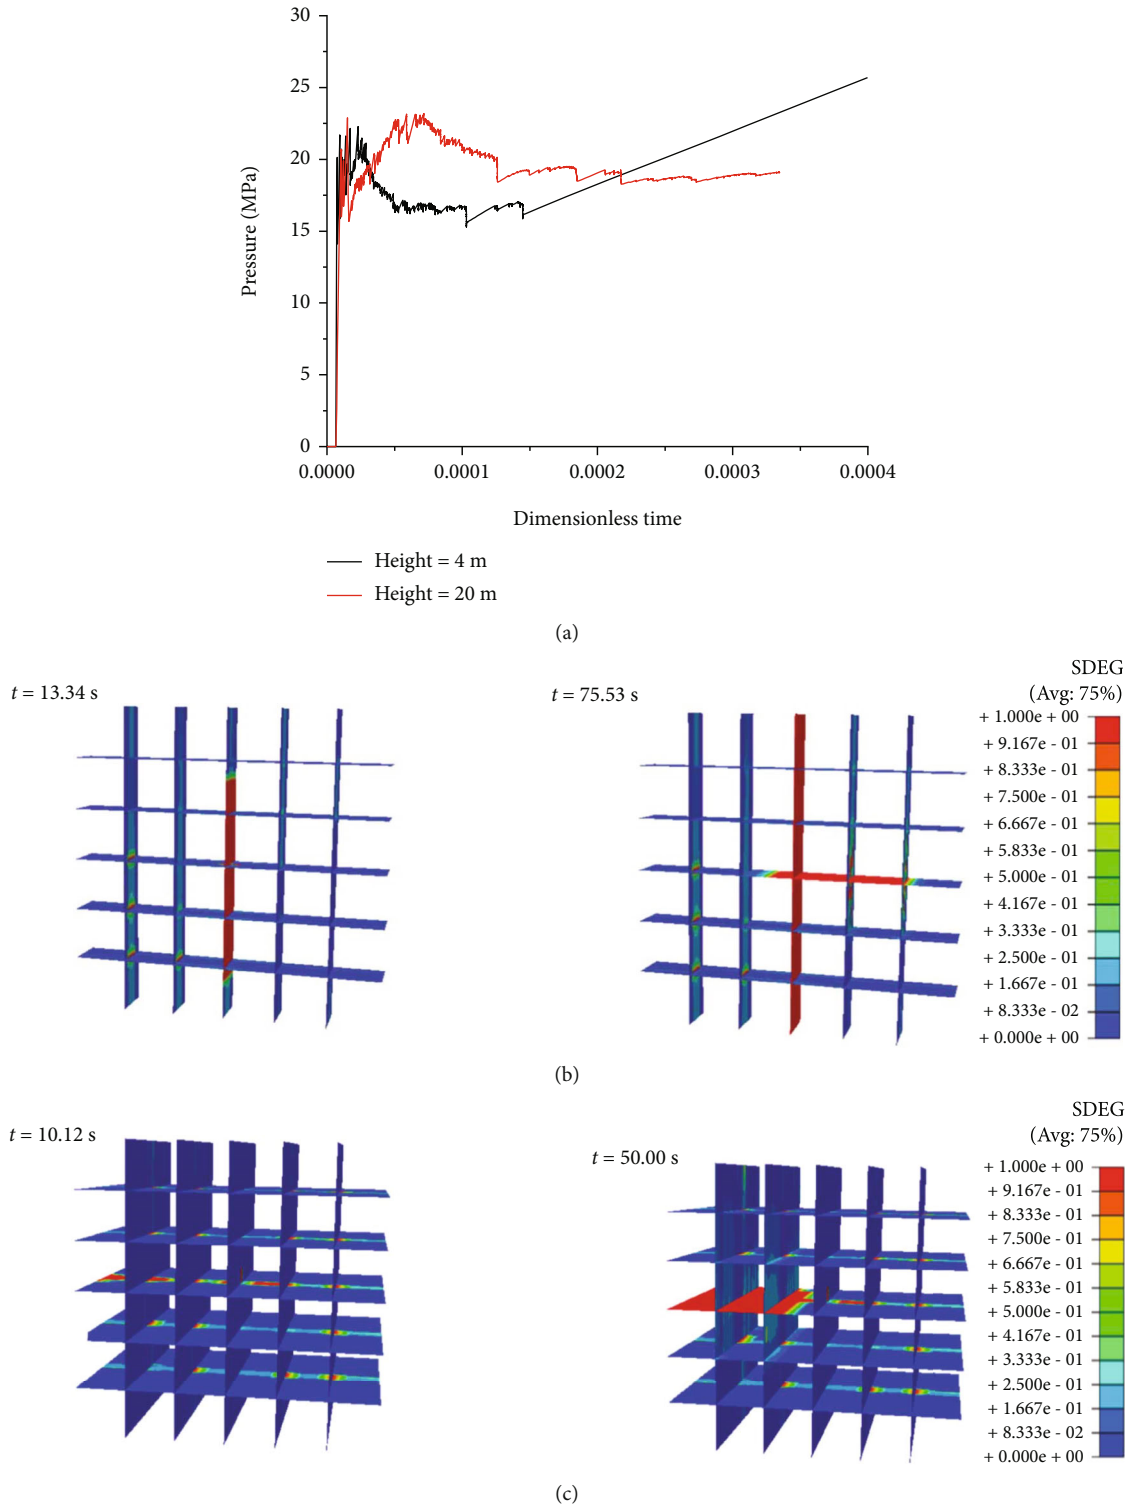 30
25
20
15
10
5
0
Pressure (MPa)
0.0000 0.0001 0.0002 0.0003 0.0004
Dimensionless time
Height = 4 m
Height = 20 m
(a)
t = 13.34 s
t = 75.53 s
SDEG
(Avg: 75%)
+ 1.000e + 00
+ 9.167e - 01
+ 8.333e - 01
+ 7.500e - 01
+ 6.667e - 01
+ 5.833e - 01
+ 5.000e - 01
+ 4.167e - 01
+ 3.333e - 01
+ 2.500e - 01
+ 1.667e - 01
+ 8.333e - 02
+ 0.000e + 00
(b)
t = 10.12 s
t = 50.00 s
SDEG
(Avg: 75%)
+ 1.000e + 00
+ 9.167e - 01
+ 8.333e - 01
+ 7.500e - 01
+ 6.667e - 01
+ 5.833e - 01
+ 5.000e - 01
+ 4.167e - 01
+ 3.333e - 01
+ 2.500e - 01
+ 1.667e - 01
+ 8.333e - 02
+ 0.000e + 00
(c)